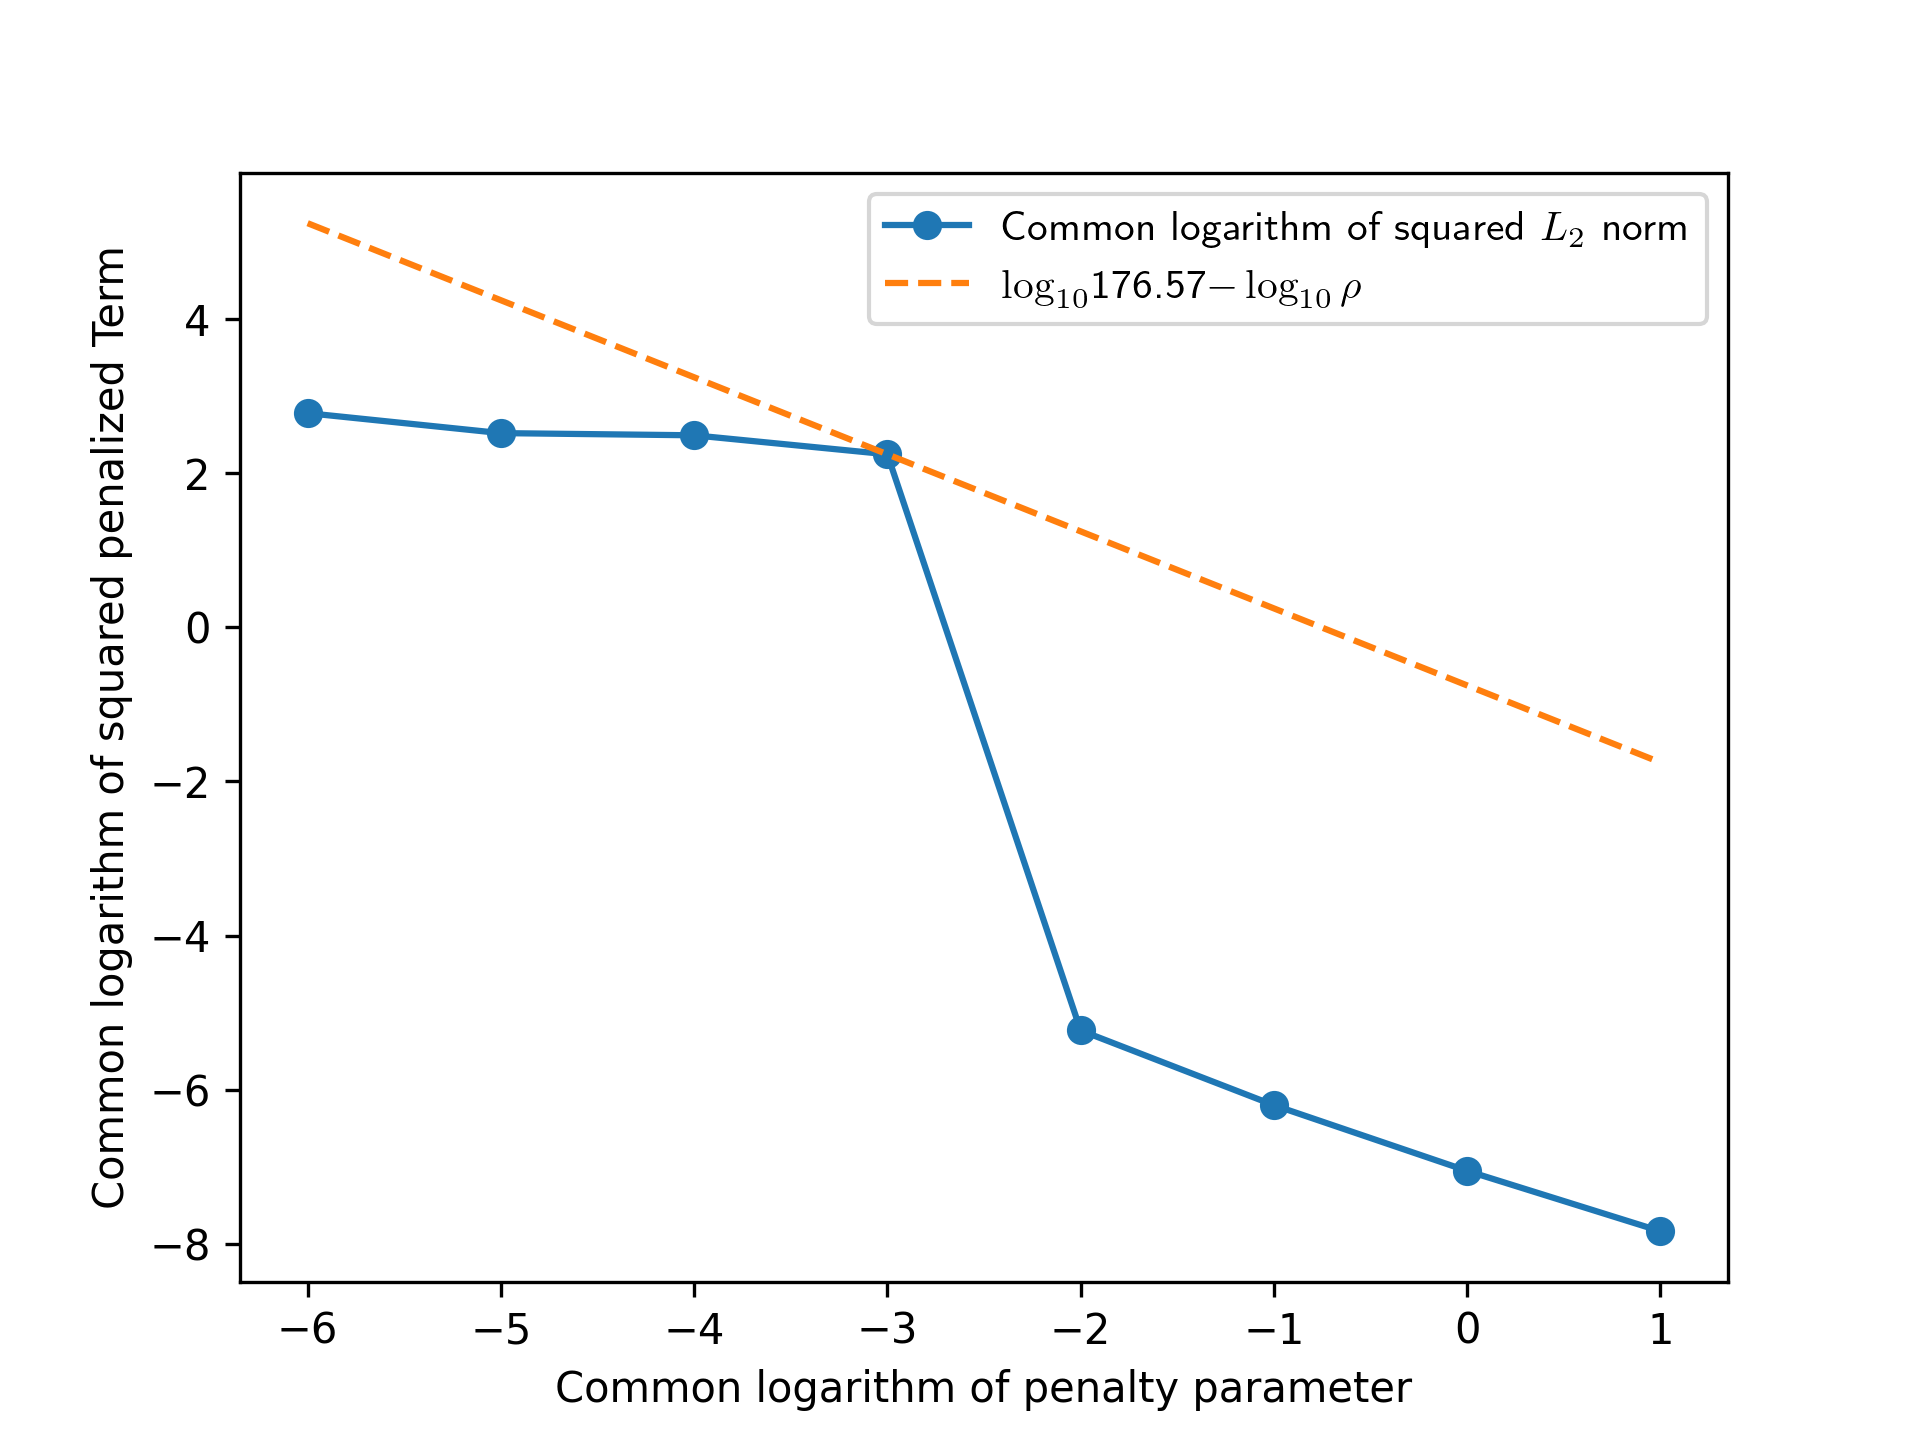 Common logarithm of squared L₂ norm
log₁₀176.57− log₁₀ ρ
Common logarithm of squared penalized Term
4
2
0
−2
−4
−6
−8
−6 −5 −4 −3 −2 −1 0 1
Common logarithm of penalty parameter